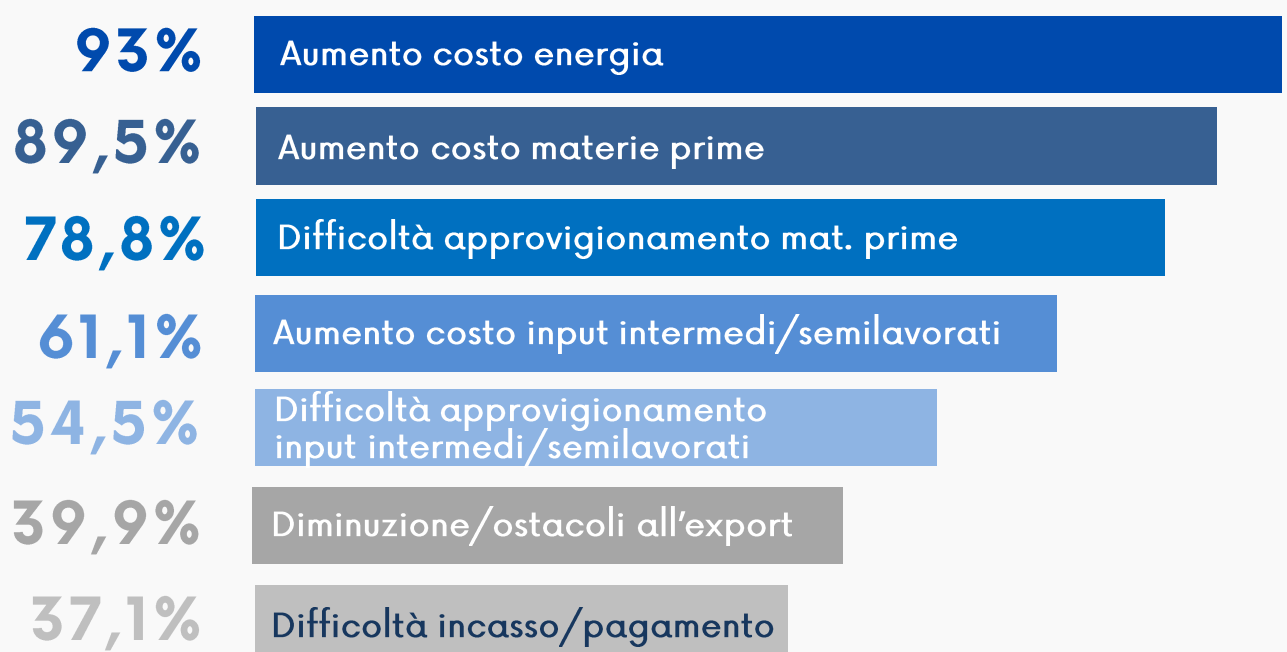 93% Aumento costo energia
89,5% Aumento costo materie prime
78,8% Difficoltà approvigionamento mat. prime
61,1% Aumento costo input intermedi/semilavorati
54,5% Difficoltà approvigionamento
input intermedi/semilavorati
39,9% Diminuzione/ostacoli all'export
37,1% Difficoltà incasso/pagamento